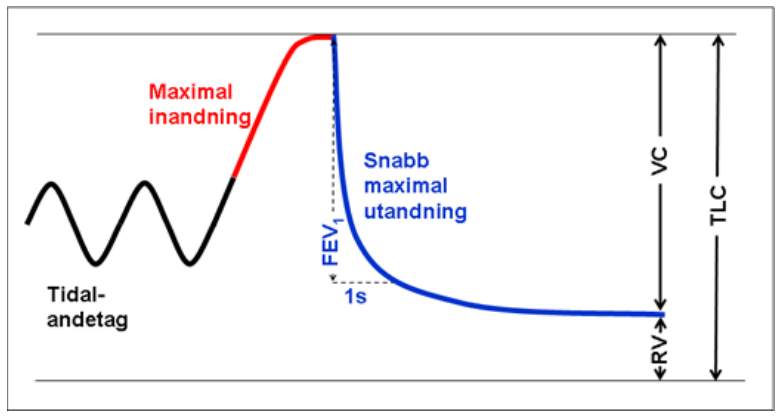 Maximal
inandning
Snabb
maximal
utandning
FEV1
1s
Tidal-
andetag
VC
TLC
RV